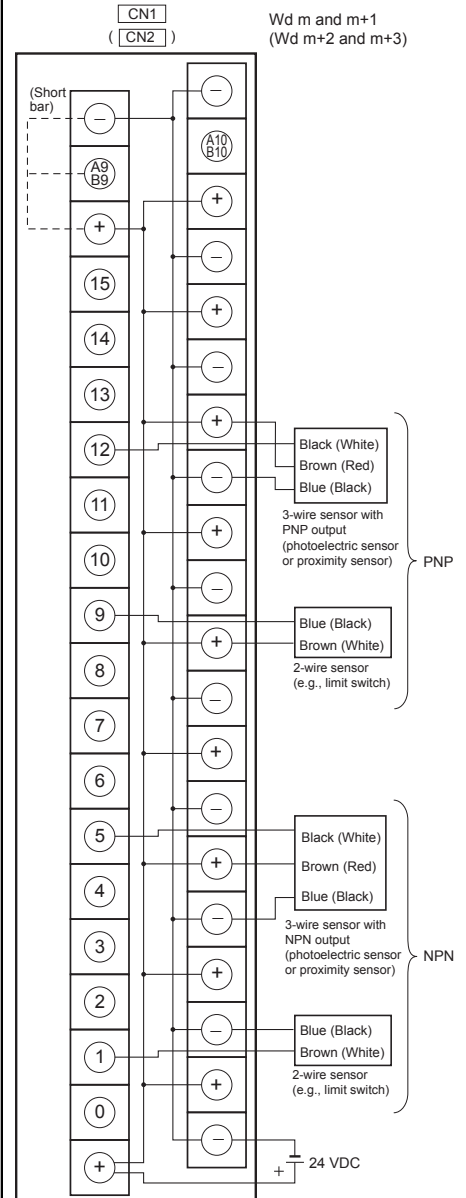 CN1
( CN2 )
Wd m and m+1
(Wd m+2 and m+3)
(Short
bar)
–
–
A9
B9
A10
B10
+
+
15
–
14
+
13
–
12
+
11
–
10
+
9
–
8
+
7
–
6
+
5
–
4
+
3
–
2
+
1
–
0
+
+
–
Black (White)
Brown (Red)
Blue (Black)
3-wire sensor with
PNP output
(photoelectric sensor
or proximity sensor)
PNP
Blue (Black)
Brown (White)
2-wire sensor
(e.g., limit switch)
Black (White)
Brown (Red)
Blue (Black)
3-wire sensor with
NPN output
(photoelectric sensor
or proximity sensor)
NPN
Blue (Black)
Brown (White)
2-wire sensor
(e.g., limit switch)
+ 24 VDC